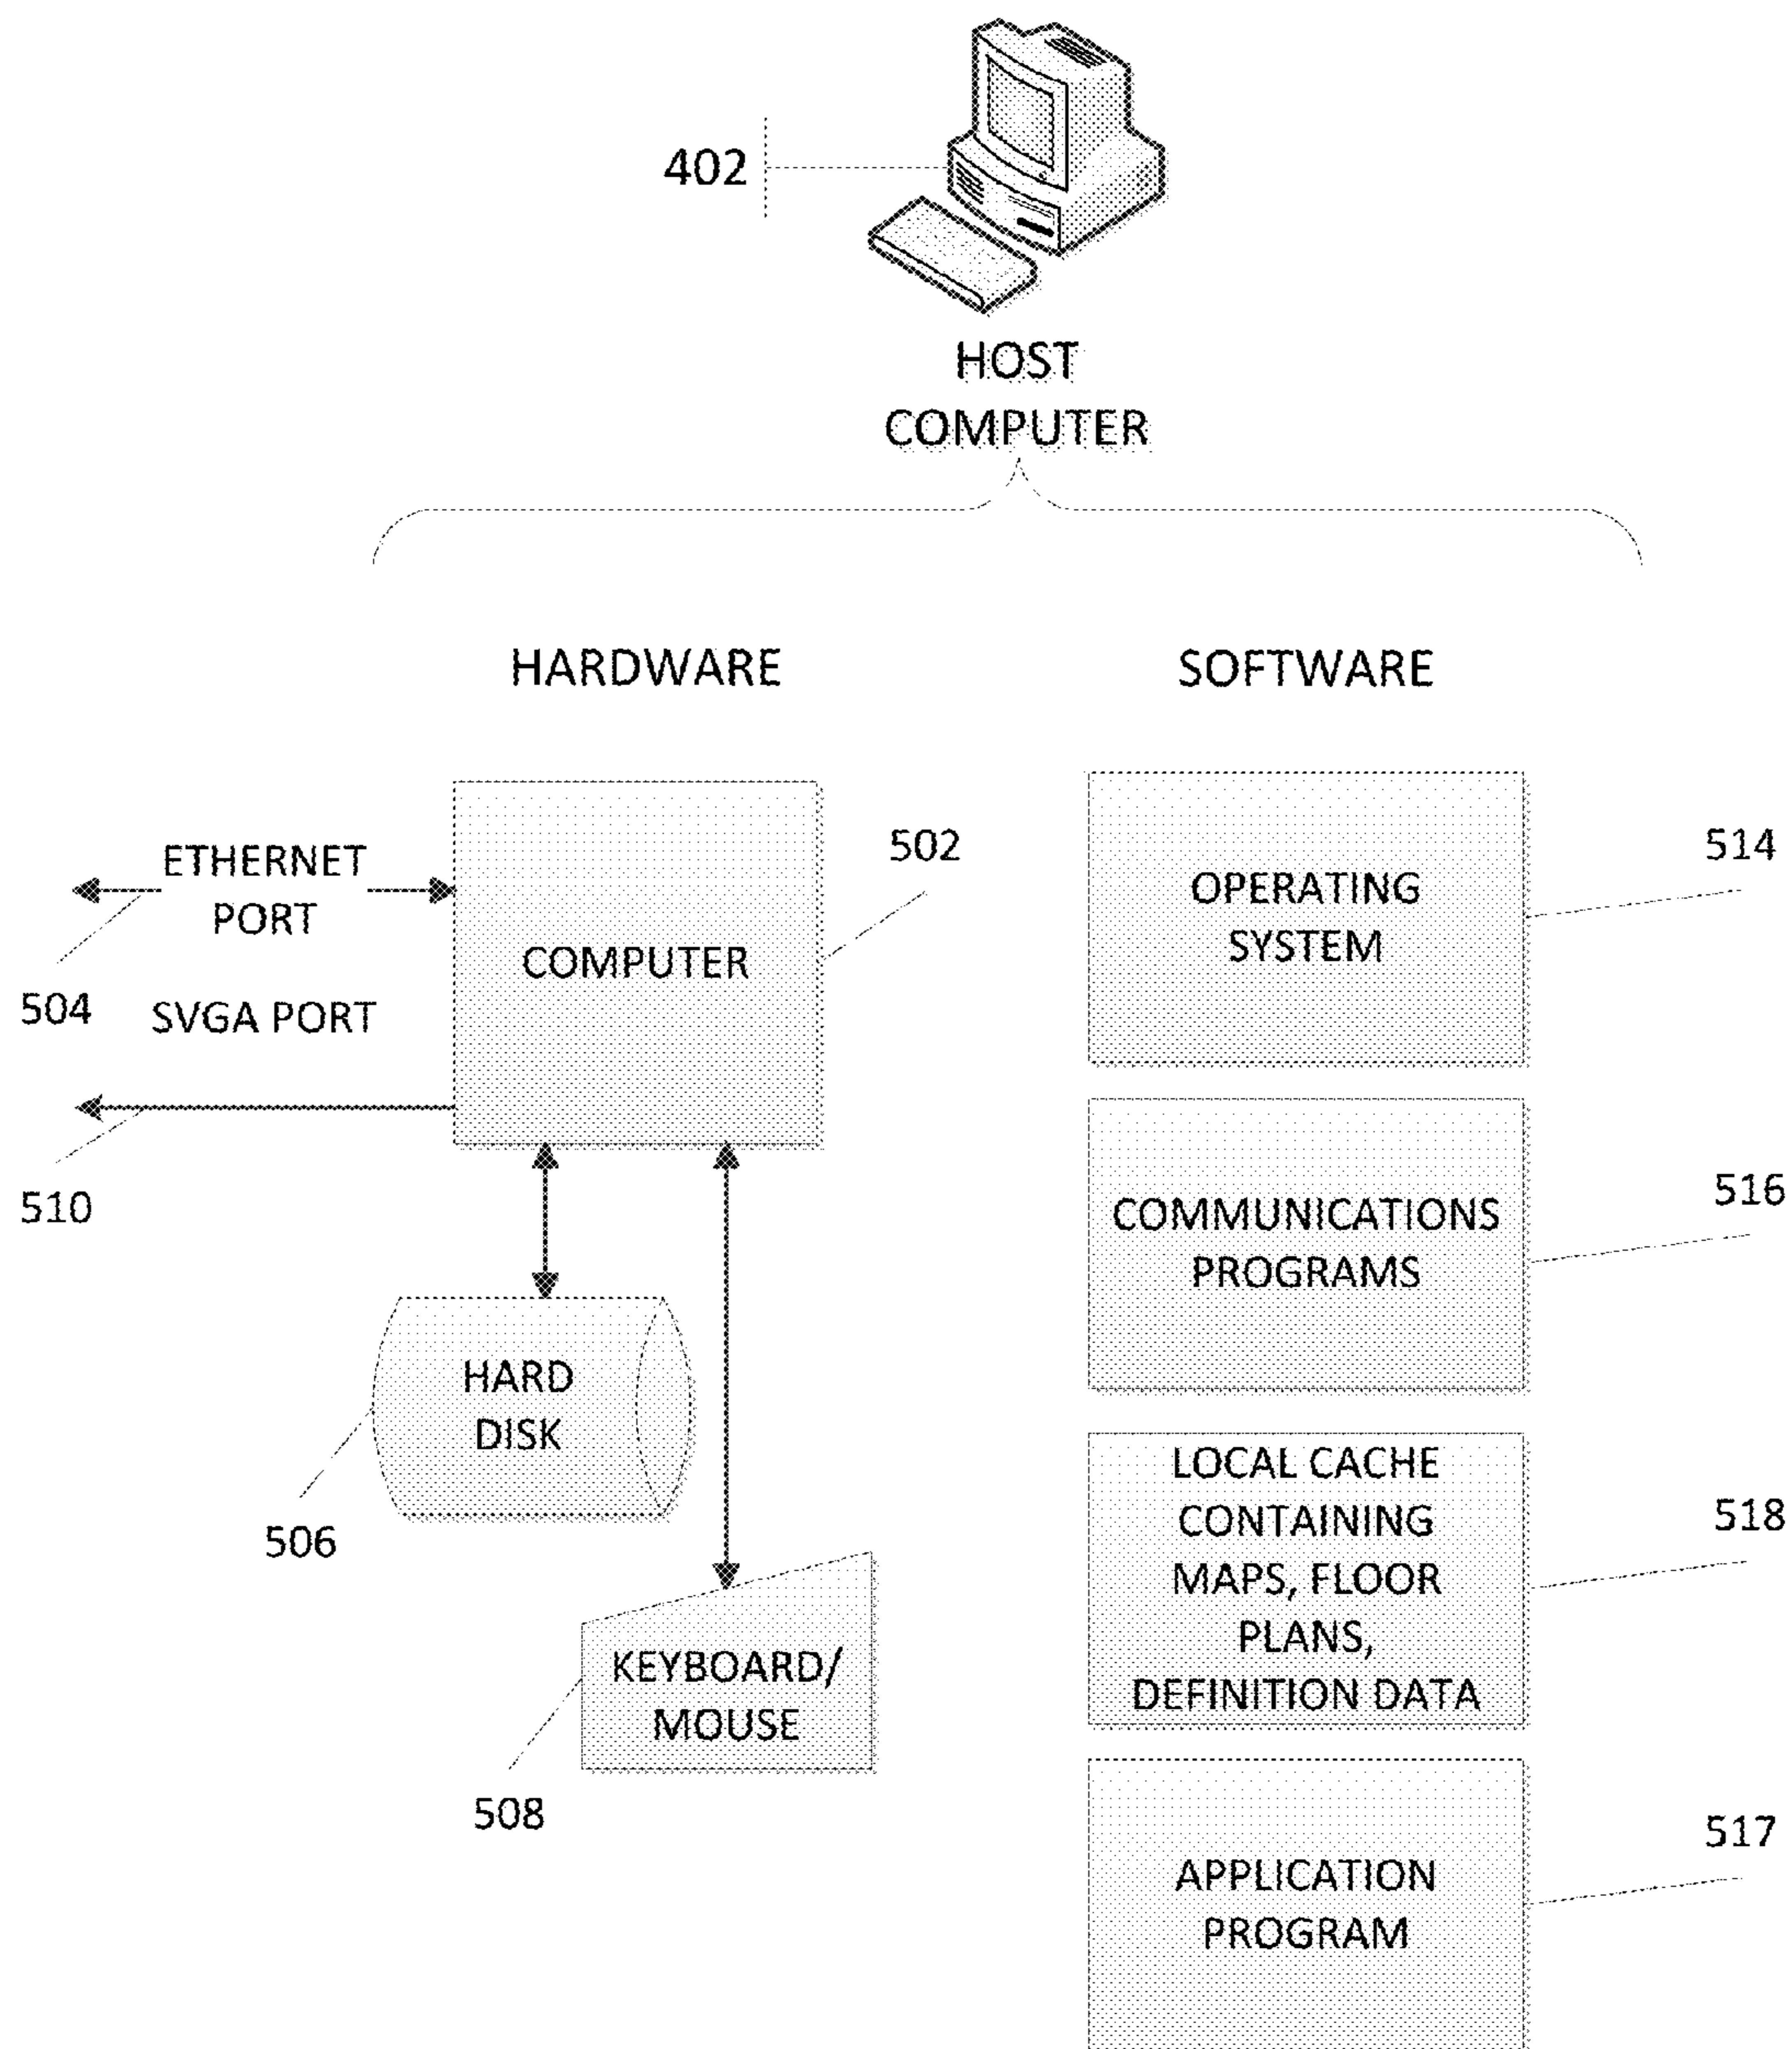 402
HOST
COMPUTER
HARDWARE
SOFTWARE
ETHERNET
PORT
504
SVGA PORT
510
COMPUTER
502
HARD
DISK
506
KEYBOARD/
MOUSE
508
OPERATING
SYSTEM
514
COMMUNICATIONS
PROGRAMS
516
LOCAL CACHE
CONTAINING
MAPS, FLOOR
PLANS,
DEFINITION DATA
518
APPLICATION
PROGRAM
517